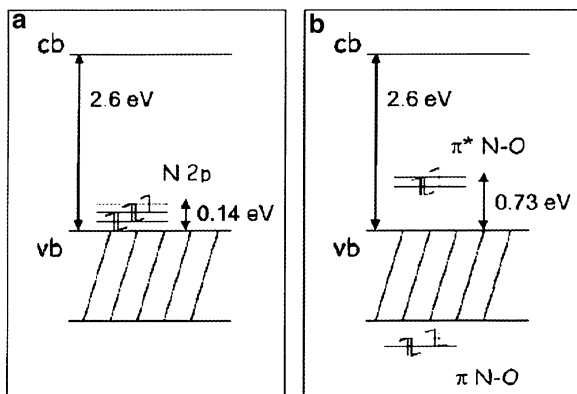 a
cb
2.6 eV
N 2p
0.14 eV
vb
b
cb
2.6 eV
π* N-O
0.73 eV
vb
π N-O